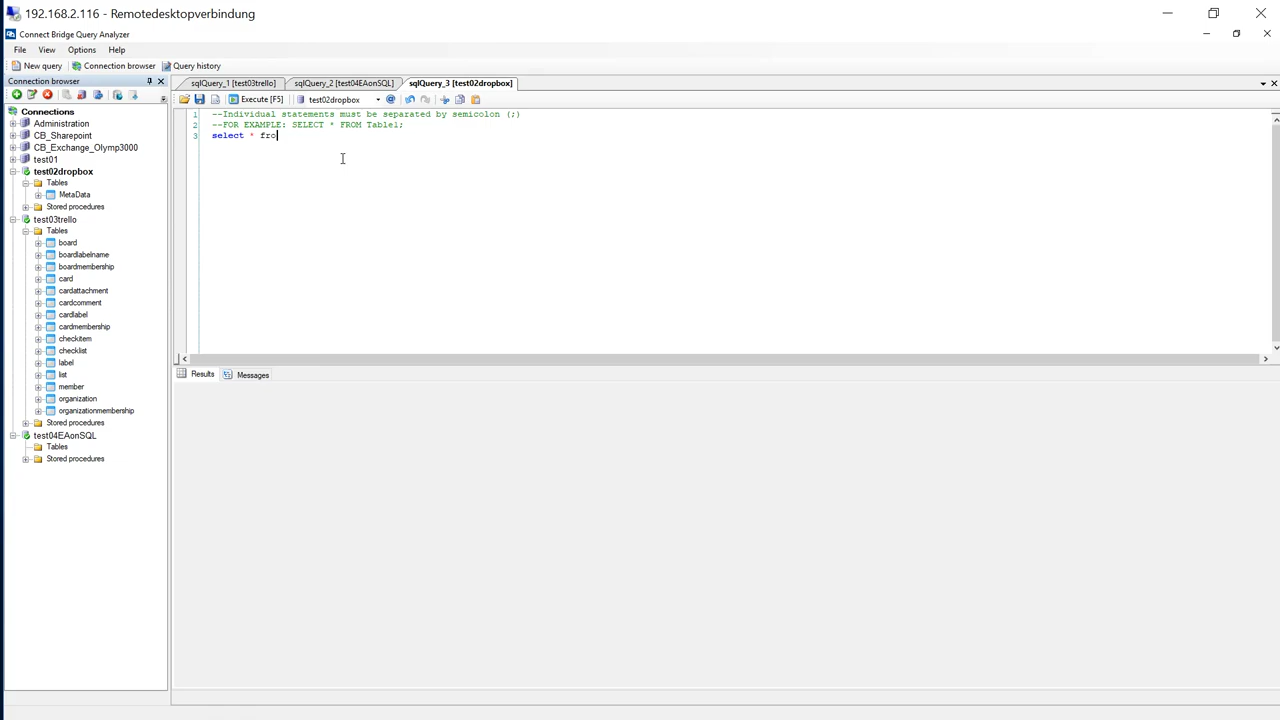 192.168.2.116 - Remotedesktopverbindung
Connect Bridge Query Analyzer
File View Options Help
New query Connection browser Query history
Connection browser
sqlQuery_1 [test03trello] sqlQuery_2 [test04EAonSQL] sqlQuery_3 [test02dropbox]
Execute [F5] test02dropbox
Connections
Administration
CB_Sharepoint
CB_Exchange_Olymp3000
test01
test02dropbox
Tables
MetaData
Stored procedures
test03trello
Tables
board
boardlabelname
boardmembership
card
cardattachment
cardcomment
cardlabel
cardmembership
checkitem
checklist
label
list
member
organization
organizationmembership
Stored procedures
test04EAonSQL
Tables
Stored procedures
1 --Individual statements must be separated by semicolon (;)
2 --FOR EXAMPLE: SELECT * FROM Table1;
3 select * fro
Results Messages